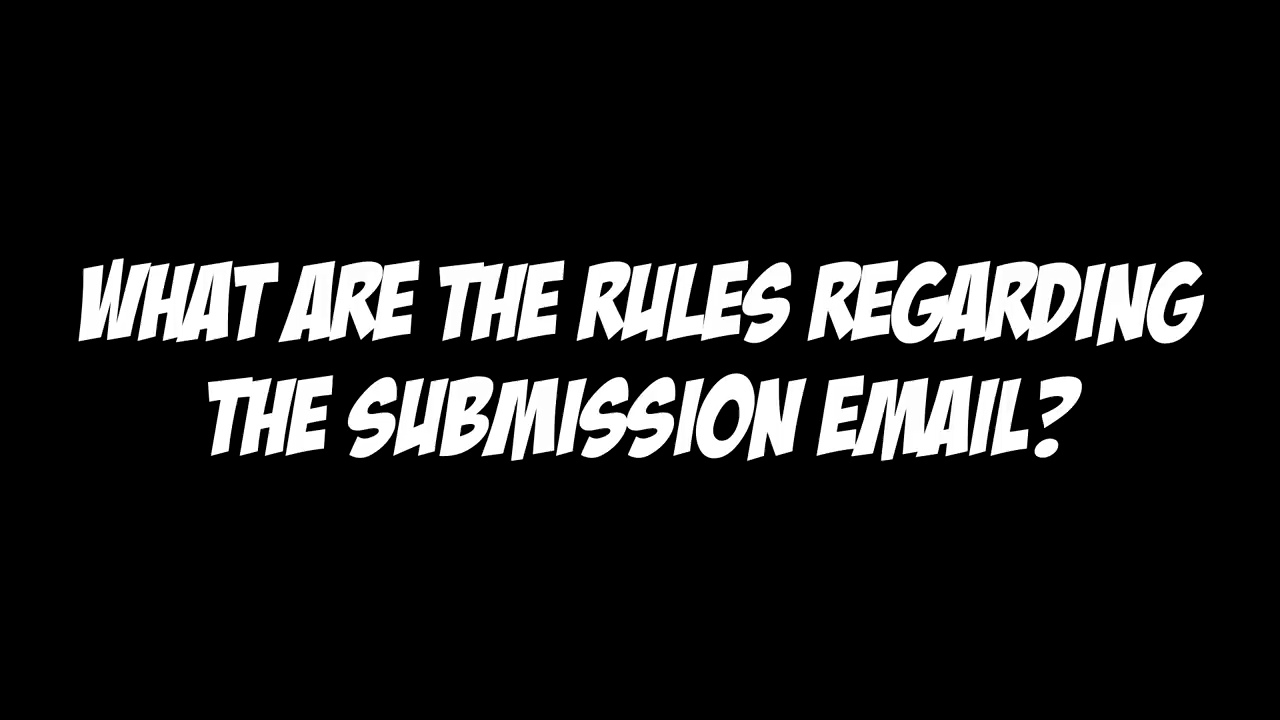 WHAT ARE THE RULES REGARDING
THE SUBMISSION EMAIL?